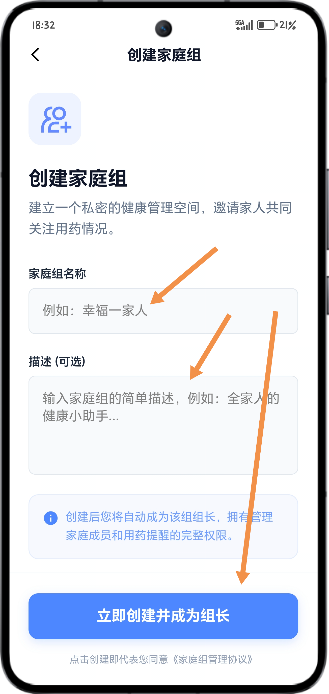 18:32
21%
创建家庭组
创建家庭组
建立一个私密的健康管理空间，邀请家人共同
关注用药情况。
家庭组名称
例如：幸福一家人
描述 (可选)
输入家庭组的简单描述，例如：全家人的
健康小助手...
创建后您将自动成为该组组长，拥有管理
家庭成员和用药提醒的完整权限。
立即创建并成为组长
点击创建即代表您同意《家庭组管理协议》